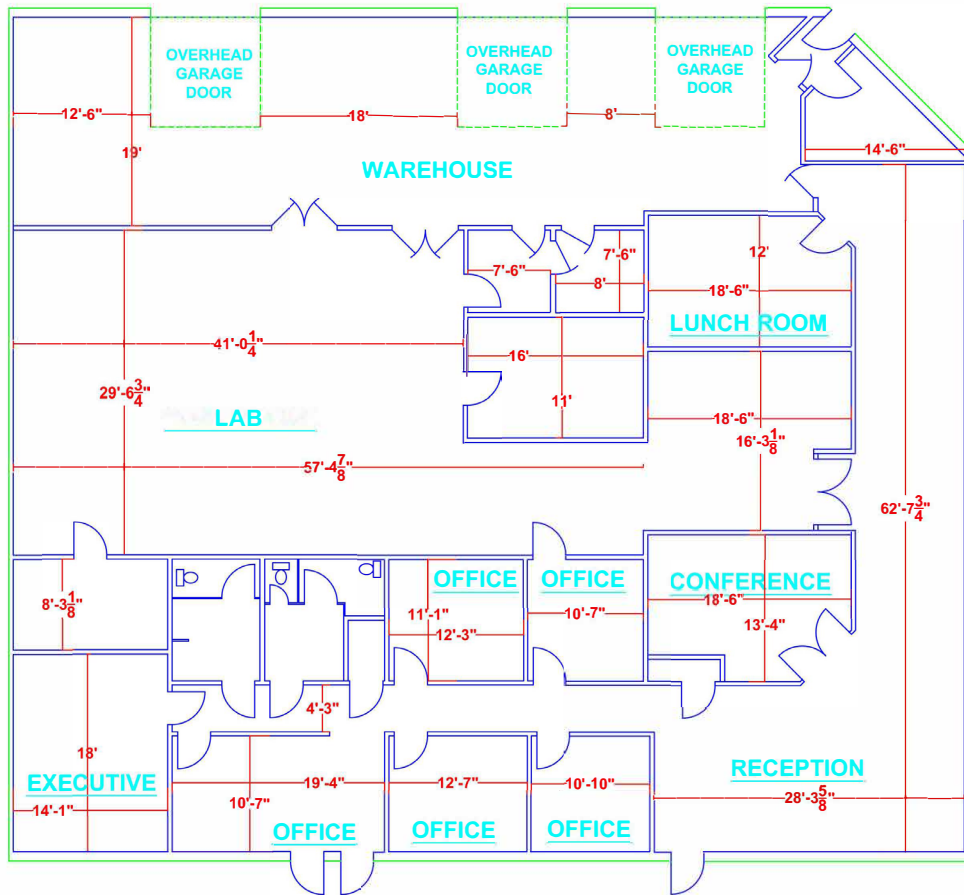 OVERHEAD
GARAGE
DOOR
OVERHEAD
GARAGE
DOOR
OVERHEAD
GARAGE
DOOR
12'-6"
18'
8'
19'
14'-6"
WAREHOUSE
7'-6"
7'-6"
8'
12'
18'-6"
LUNCH ROOM
41'-0 1/4
16'
29'-6 3/4"
11'
LAB
18'-6"
16'-3 1/8"
57'-4 7/8"
62'-7 3/4"
8'-3 1/8"
OFFICE
OFFICE
CONFERENCE
11'-1"
12'-3"
10'-7"
18'-6"
13'-4"
4'-3"
18'
EXECUTIVE
14'-1"
19'-4"
10'-7"
OFFICE
12'-7"
OFFICE
10'-10"
OFFICE
RECEPTION
28'-3 5/8"